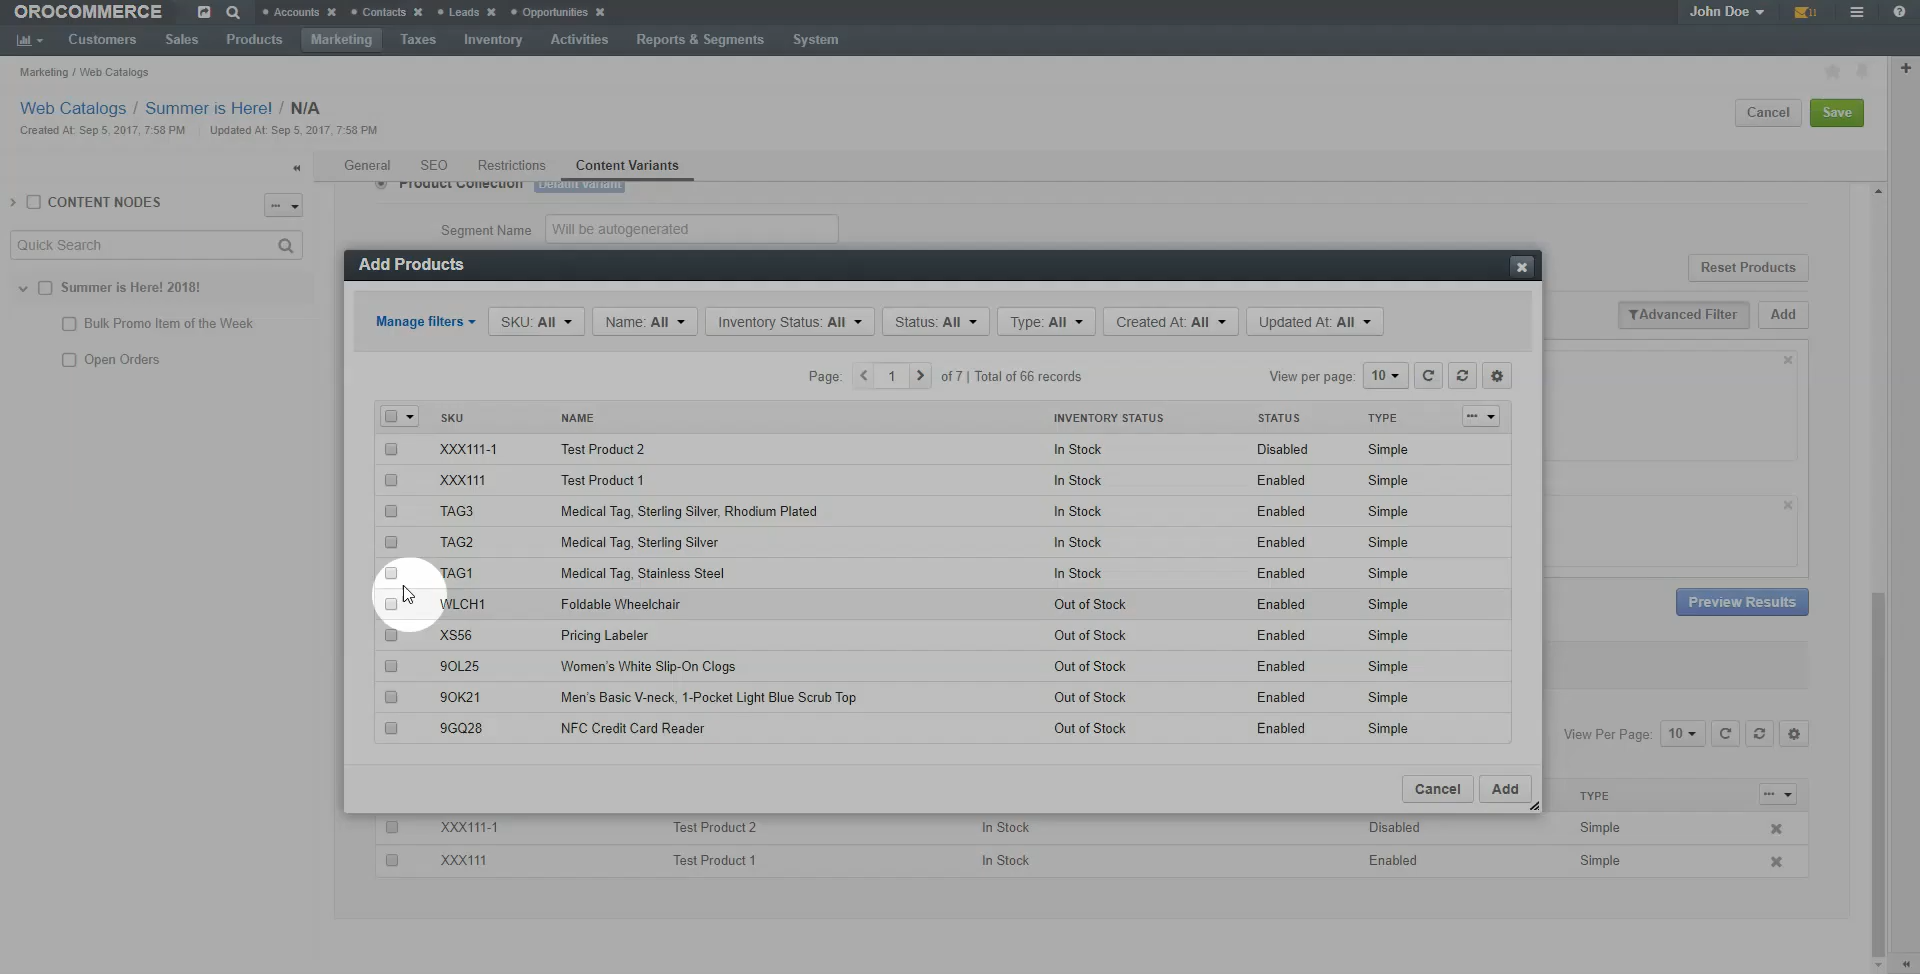 OROCOMMERCE
Accounts Contacts Leads Opportunities John Doe 11
Customers Sales Products Marketing Taxes Inventory Activities Reports & Segments System
Marketing / Web Catalogs
Web Catalogs / Summer is Here! / N/A
Cancel Save
Created At: Sep 5, 2017, 7:58 PM Updated At: Sep 5, 2017, 7:58 PM
General SEO Restrictions Content Variants
Product Collection Default Variant
CONTENT NODES
Segment Name Will be autogenerated
Quick Search
Add Products
Reset Products
Summer is Here! 2018!
Bulk Promo Item of the Week
Open Orders
Advanced Filter Add
Manage filters SKU: All Name: All Inventory Status: All Status: All Type: All Created At: All Updated At: All
Page: 1 of 7 | Total of 66 records View per page: 10
SKU NAME INVENTORY STATUS STATUS TYPE
XXX111-1 Test Product 2 In Stock Disabled Simple
XXX111 Test Product 1 In Stock Enabled Simple
TAG3 Medical Tag, Sterling Silver, Rhodium Plated In Stock Enabled Simple
TAG2 Medical Tag, Sterling Silver In Stock Enabled Simple
TAG1 Medical Tag, Stainless Steel In Stock Enabled Simple
WLCH1 Foldable Wheelchair Out of Stock Enabled Simple
XS56 Pricing Labeler Out of Stock Enabled Simple
9OL25 Women's White Slip-On Clogs Out of Stock Enabled Simple
9OK21 Men's Basic V-neck, 1-Pocket Light Blue Scrub Top Out of Stock Enabled Simple
9GQ28 NFC Credit Card Reader Out of Stock Enabled Simple
Preview Results
View Per Page: 10
Cancel Add
TYPE
XXX111-1 Test Product 2 In Stock Disabled Simple
XXX111 Test Product 1 In Stock Enabled Simple